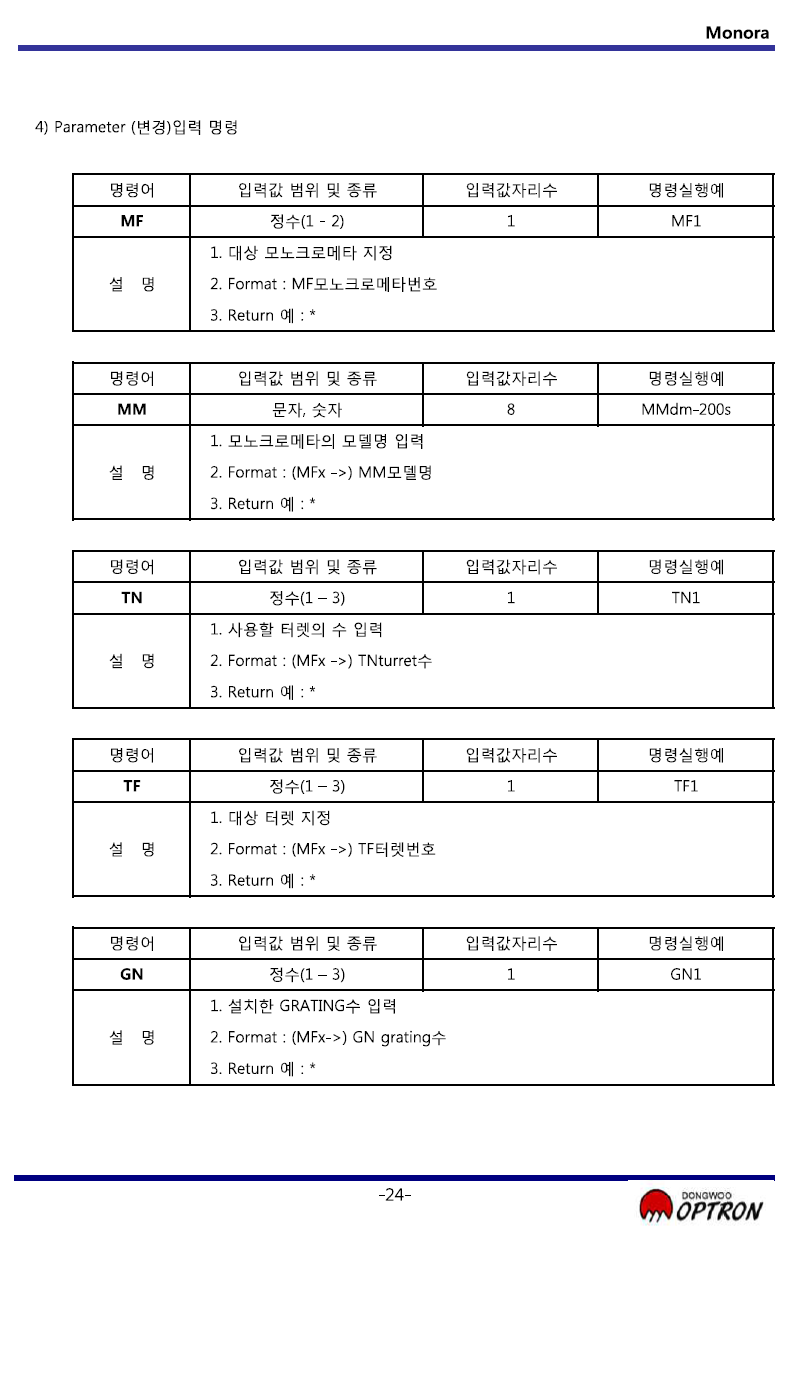 Monora
4) Parameter (변경)입력 명령
명령어 입력값 범위 및 종류 입력값자리수 명령실행예
MF 정수(1 - 2) 1 MF1
설 명
1. 대상 모노크로메타 지정
2. Format : MF모노크로메타번호
3. Return 예 : *
명령어 입력값 범위 및 종류 입력값자리수 명령실행예
MM 문자, 숫자 8 MMdm-200s
설 명
1. 모노크로메타의 모델명 입력
2. Format : (MFx ->) MM모델명
3. Return 예 : *
명령어 입력값 범위 및 종류 입력값자리수 명령실행예
TN 정수(1 – 3) 1 TN1
설 명
1. 사용할 터렛의 수 입력
2. Format : (MFx ->) TNturret수
3. Return 예 : *
명령어 입력값 범위 및 종류 입력값자리수 명령실행예
TF 정수(1 – 3) 1 TF1
설 명
1. 대상 터렛 지정
2. Format : (MFx ->) TF터렛번호
3. Return 예 : *
명령어 입력값 범위 및 종류 입력값자리수 명령실행예
GN 정수(1 – 3) 1 GN1
설 명
1. 설치한 GRATING수 입력
2. Format : (MFx->) GN grating수
3. Return 예 : *
-24-
DONGWOO
OPTRON